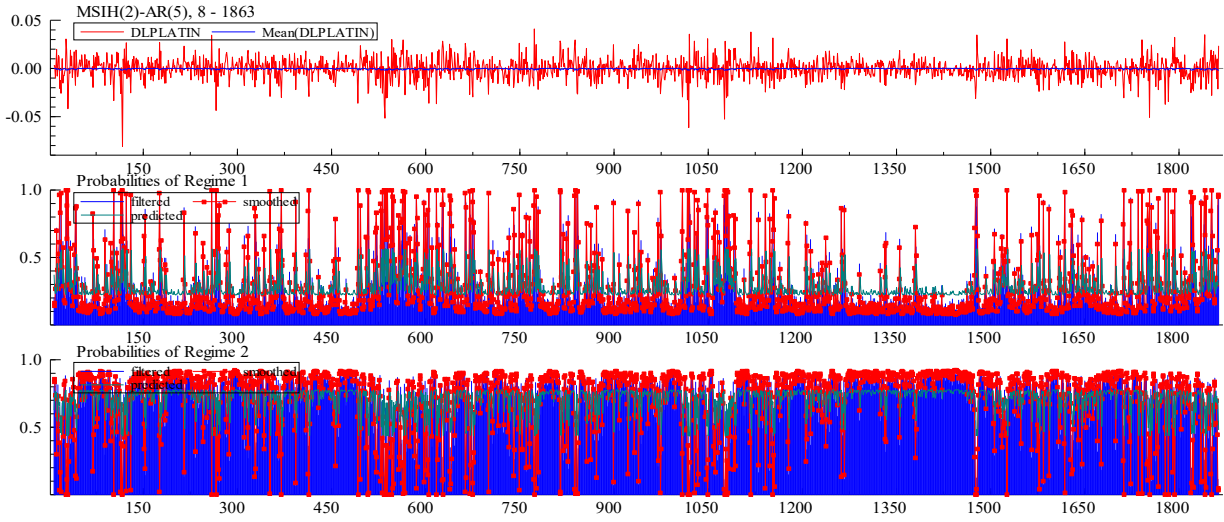 MSIH(2)-AR(5), 8 - 1863
0.05
DLPLATIN Mean(DLPLATIN)
0.00
-0.05
150 300 450 600 750 900 1050 1200 1350 1500 1650 1800
1.0 Probabilities of Regime 1
filtered smoothed
predicted
0.5
150 300 450 600 750 900 1050 1200 1350 1500 1650 1800
1.0 Probabilities of Regime 2
filtered smoothed
predicted
0.5
150 300 450 600 750 900 1050 1200 1350 1500 1650 1800